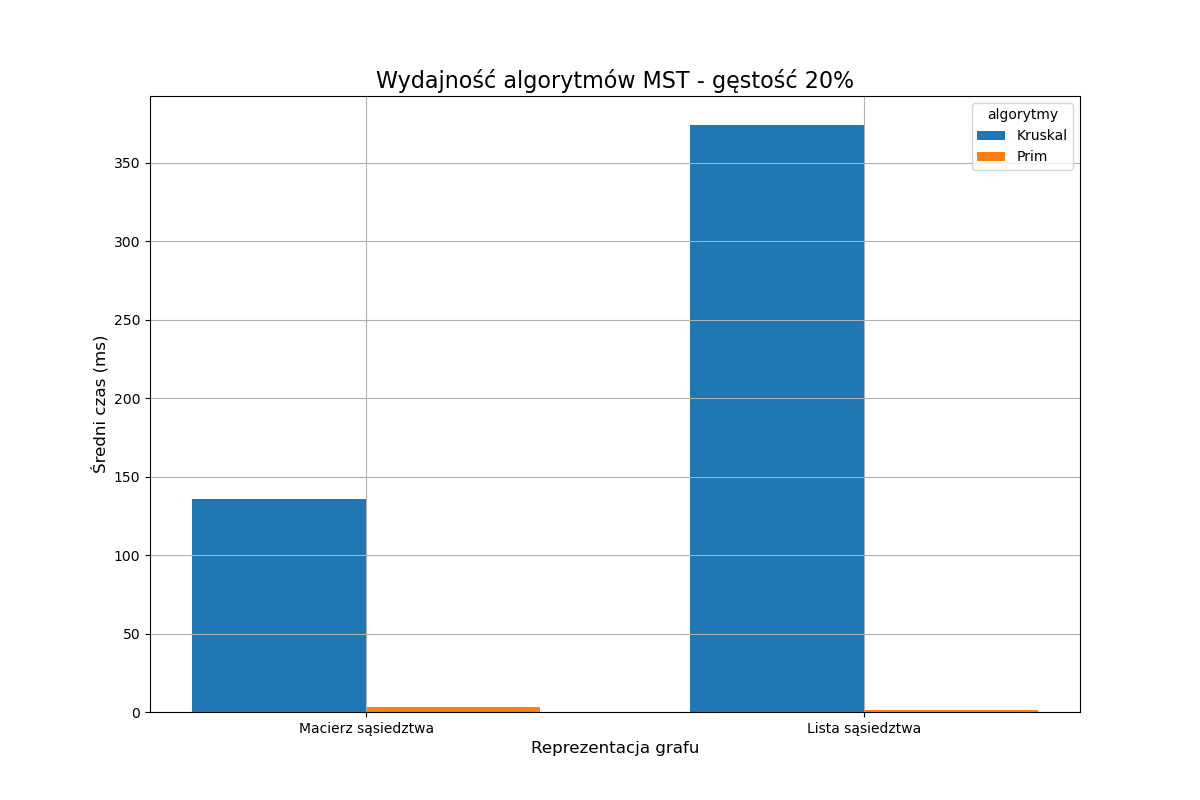 Wydajność algorytmów MST - gęstość 20%
algorytmy
Kruskal
Prim
Średni czas (ms)
350
300
250
200
150
100
50
0
Macierz sąsiedztwa
Lista sąsiedztwa
Reprezentacja grafu